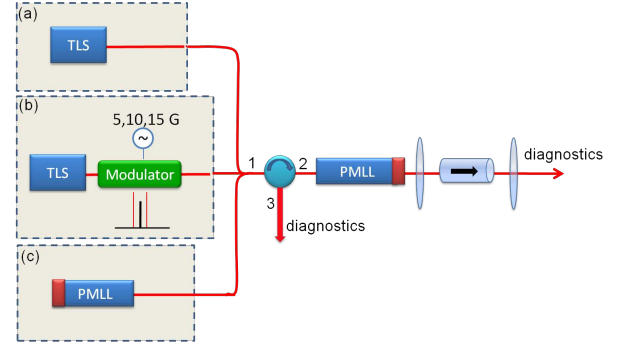 (a)
TLS
(b)
5,10,15 G
~
TLS
Modulator
1
2
3
PMLL
diagnostics
diagnostics
(c)
PMLL